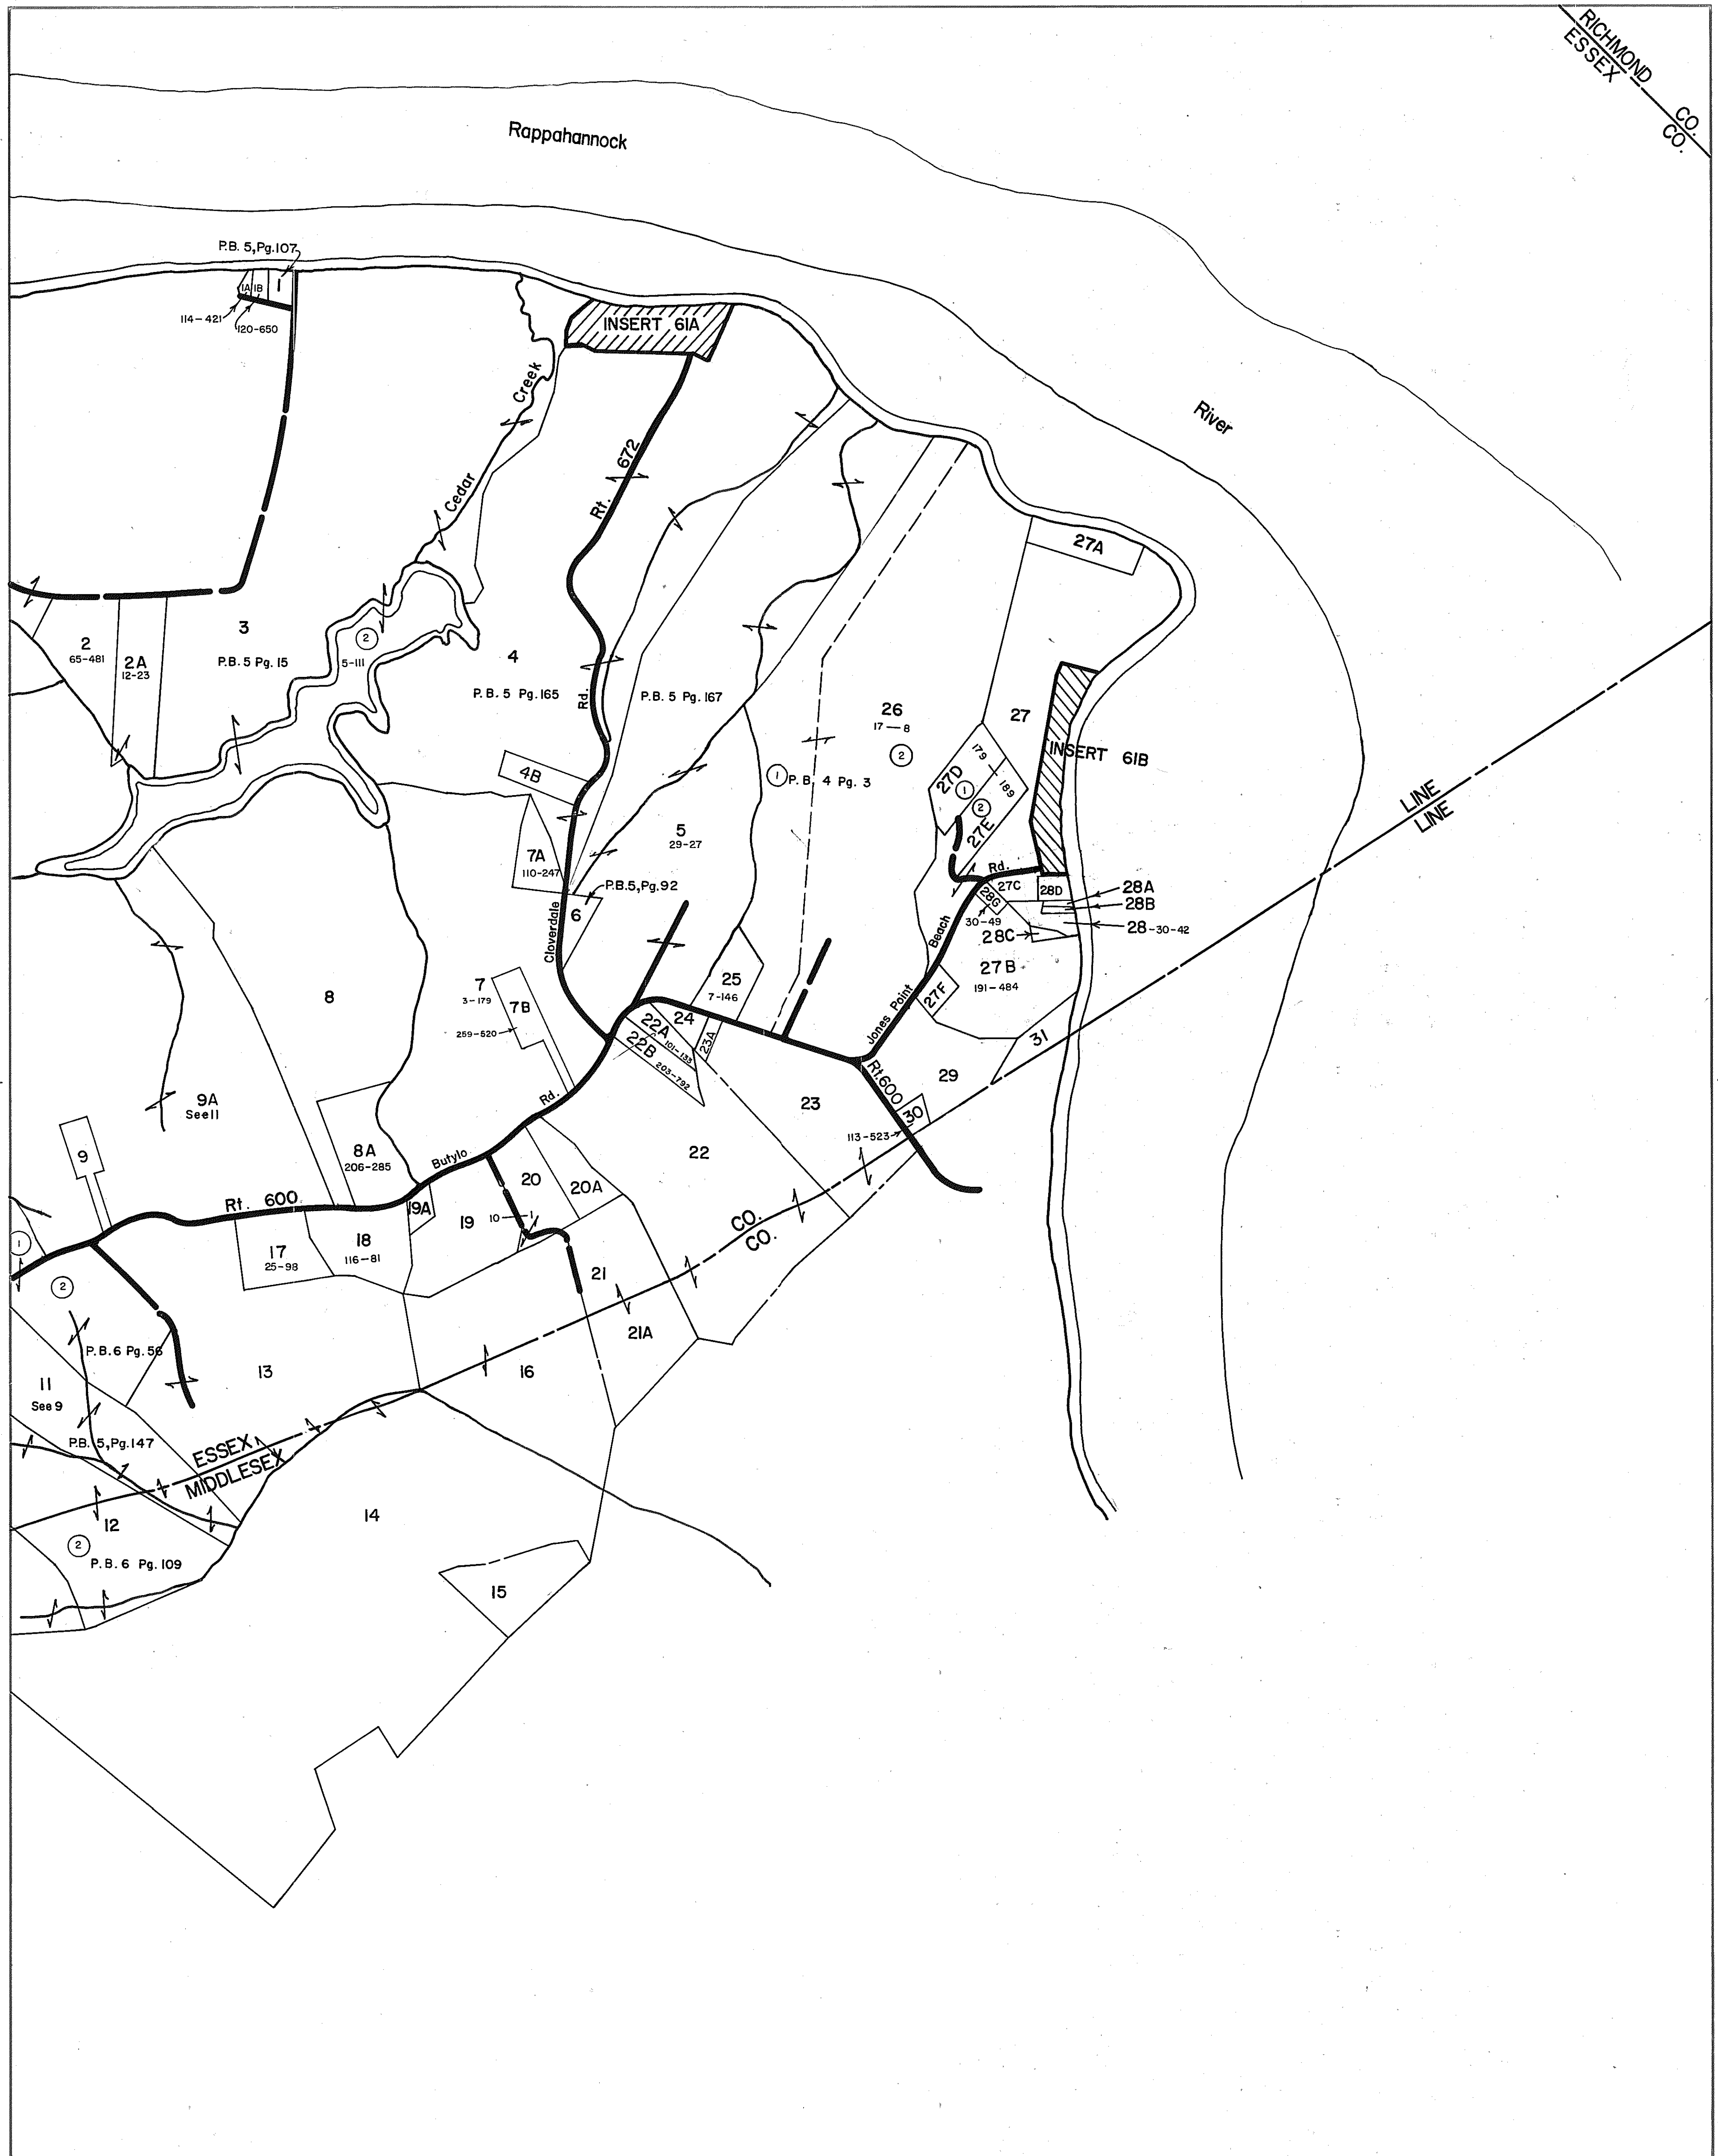 RICHMOND CO.
ESSEX CO.
Rappahannock
River
P.B. 5,Pg.107
1A
1B
1
114-421
120-650
INSERT 61A
Creek
Cedar
Rt. 672
27A
2
65-481
2A
12-23
3
P.B. 5 Pg. 15
2
5-111
4
P.B. 5 Pg. 165
Rd.
P.B. 5 Pg. 167
26
17-8
2
27
INSERT 61B
1
P.B. 4 Pg. 3
4B
27D
1
179
189
2
27E
LINE
LINE
5
29-27
7A
110-247
P.B.5,Pg.92
6
Cloverdale
Rd.
27C
28D
28G
30-49
28A
28B
28-30-42
28C
Beach
27B
191-484
27F
Jones Point
8
7
3-179
7B
259-520
25
7-146
24
22A
101-133
23A
22B
203-792
31
29
Rt.600
30
113-523
23
22
9A
See11
9
8A
206-285
Rd.
Butylo
Rt. 600
19A
20
20A
19
10-1
17
25-98
18
116-81
CO.
CO.
1
2
21
21A
P.B.6 Pg.56
13
16
11
See 9
P.B. 5,Pg.147
ESSEX
MIDDLESEX
12
2
P.B.6 Pg.109
14
15